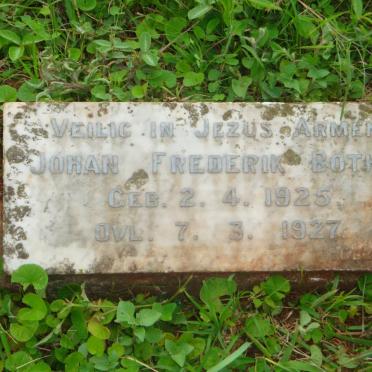 Veilig in Jezus Armen
Johan Frederik Both
Geb. 2. 4. 1925.
Ovl. 7. 3. 1927.